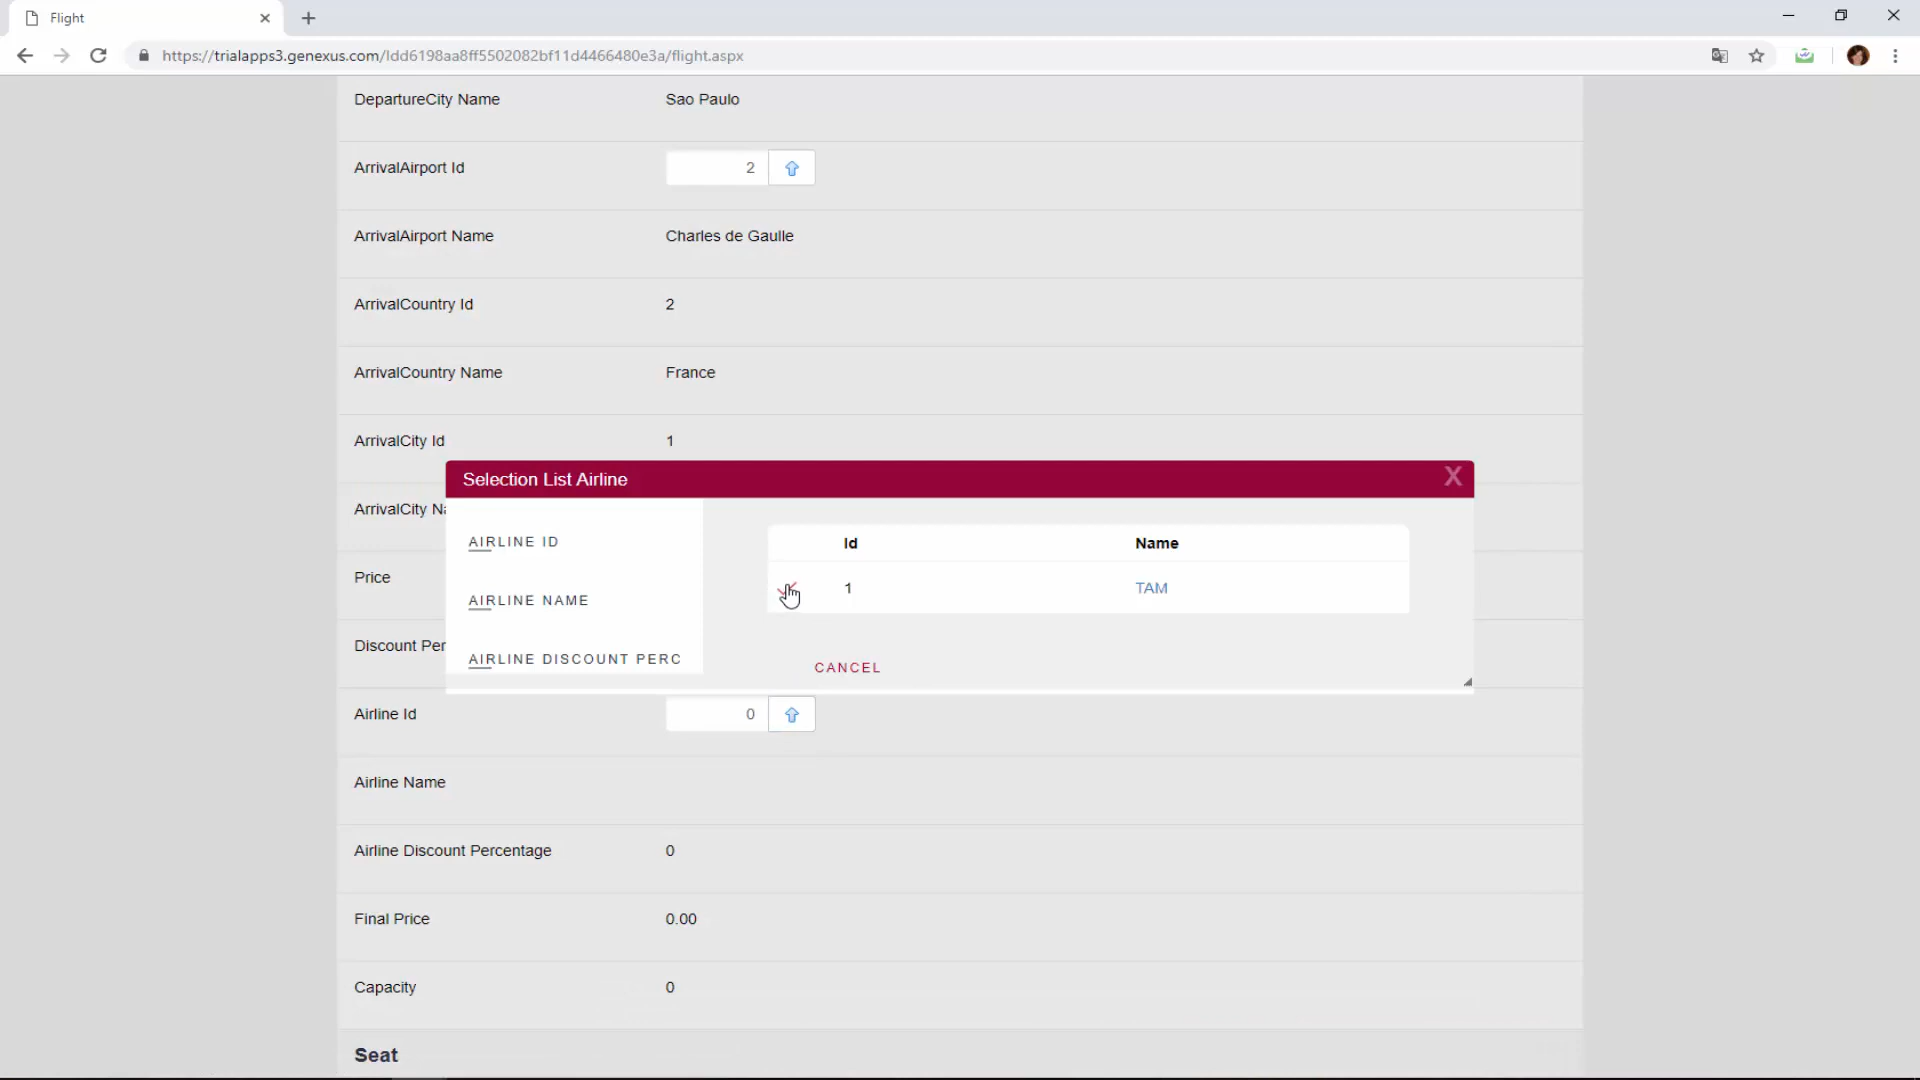 Flight
https://trialapps3.genexus.com/Idd6198aa8ff5502082bf11d4466480e3a/flight.aspx
DepartureCity Name Sao Paulo
ArrivalAirport Id 2
ArrivalAirport Name Charles de Gaulle
ArrivalCountry Id 2
ArrivalCountry Name France
ArrivalCity Id 1
Selection List Airline X
ArrivalCity Na
AIRLINE ID
Id Name
Price
1 TAM
AIRLINE NAME
Discount Per
AIRLINE DISCOUNT PERC
CANCEL
Airline Id 0
Airline Name
Airline Discount Percentage 0
Final Price 0.00
Capacity 0
Seat